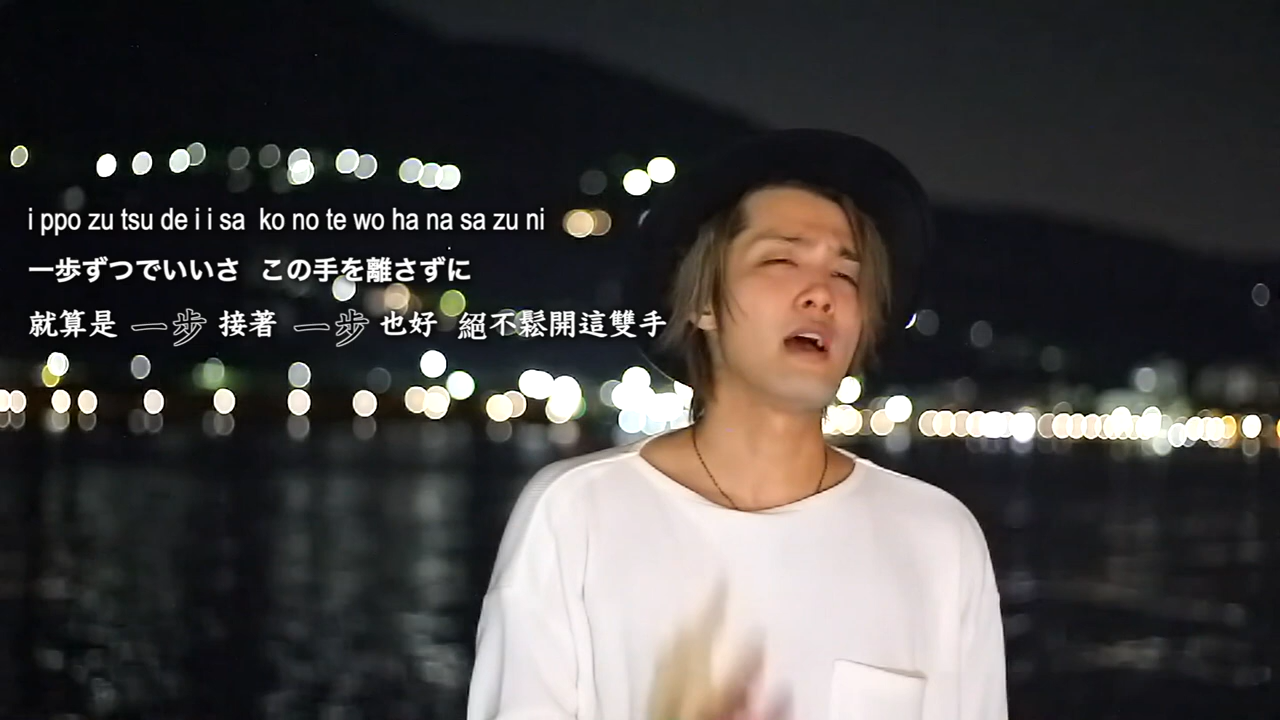 i ppo zu tsu de i i sa ko no te wo ha na sa zu ni
一歩ずつでいいさ この手を離さずに
就算是 一步 接著 一步 也好 絕不鬆開這雙手